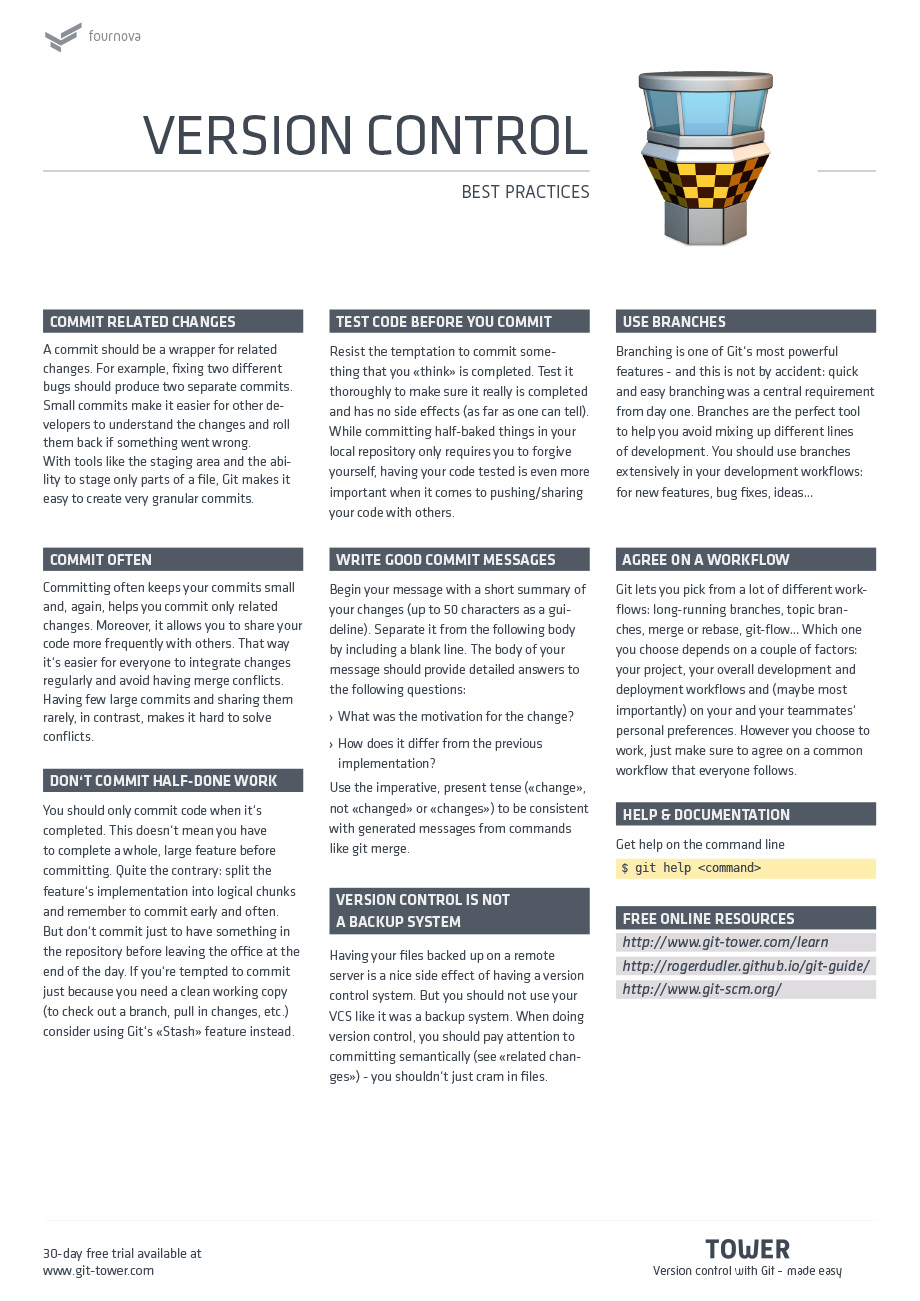 fournova
VERSION CONTROL
BEST PRACTICES
COMMIT RELATED CHANGES
A commit should be a wrapper for related
changes. For example, fixing two different
bugs should produce two separate commits.
Small commits make it easier for other de-
velopers to understand the changes and roll
them back if something went wrong.
With tools like the staging area and the abi-
lity to stage only parts of a file, Git makes it
easy to create very granular commits.
COMMIT OFTEN
Committing often keeps your commits small
and, again, helps you commit only related
changes. Moreover, it allows you to share your
code more frequently with others. That way
it‘s easier for everyone to integrate changes
regularly and avoid having merge conflicts.
Having few large commits and sharing them
rarely, in contrast, makes it hard to solve
conflicts.
DON‘T COMMIT HALF-DONE WORK
You should only commit code when it‘s
completed. This doesn‘t mean you have
to complete a whole, large feature before
committing. Quite the contrary: split the
feature‘s implementation into logical chunks
and remember to commit early and often.
But don‘t commit just to have something in
the repository before leaving the office at the
end of the day. If you‘re tempted to commit
just because you need a clean working copy
(to check out a branch, pull in changes, etc.)
consider using Git‘s «Stash» feature instead.
TEST CODE BEFORE YOU COMMIT
Resist the temptation to commit some-
thing that you «think» is completed. Test it
thoroughly to make sure it really is completed
and has no side effects (as far as one can tell).
While committing half-baked things in your
local repository only requires you to forgive
yourself, having your code tested is even more
important when it comes to pushing/sharing
your code with others.
WRITE GOOD COMMIT MESSAGES
Begin your message with a short summary of
your changes (up to 50 characters as a gui-
deline). Separate it from the following body
by including a blank line. The body of your
message should provide detailed answers to
the following questions:
› What was the motivation for the change?
› How does it differ from the previous
implementation?
Use the imperative, present tense («change»,
not «changed» or «changes») to be consistent
with generated messages from commands
like git merge.
VERSION CONTROL IS NOT
A BACKUP SYSTEM
Having your files backed up on a remote
server is a nice side effect of having a version
control system. But you should not use your
VCS like it was a backup system. When doing
version control, you should pay attention to
committing semantically (see «related chan-
ges») - you shouldn‘t just cram in files.
USE BRANCHES
Branching is one of Git‘s most powerful
features - and this is not by accident: quick
and easy branching was a central requirement
from day one. Branches are the perfect tool
to help you avoid mixing up different lines
of development. You should use branches
extensively in your development workflows:
for new features, bug fixes, ideas...
AGREE ON A WORKFLOW
Git lets you pick from a lot of different work-
flows: long-running branches, topic bran-
ches, merge or rebase, git-flow... Which one
you choose depends on a couple of factors:
your project, your overall development and
deployment workflows and (maybe most
importantly) on your and your teammates‘
personal preferences. However you choose to
work, just make sure to agree on a common
workflow that everyone follows.
HELP & DOCUMENTATION
Get help on the command line
$ git help <command>
FREE ONLINE RESOURCES
http://www.git-tower.com/learn
http://rogerdudler.github.io/git-guide/
http://www.git-scm.org/
30-day free trial available at
www.git-tower.com
TOWER
Version control with Git - made easy